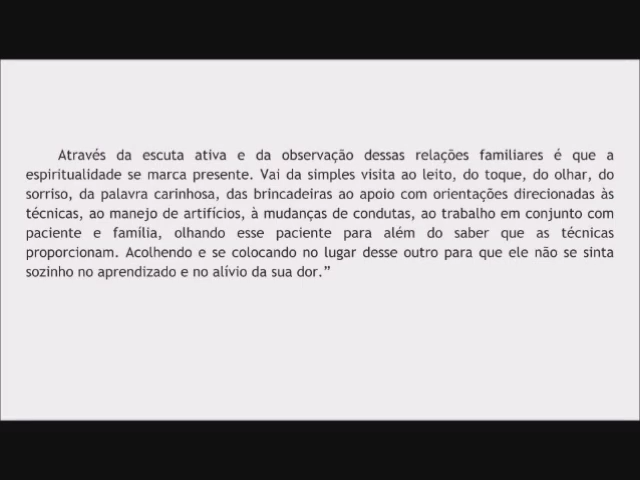 Através da escuta ativa e da observação dessas relações familiares é que a
espiritualidade se marca presente. Vai da simples visita ao leito, do toque, do olhar, do
sorriso, da palavra carinhosa, das brincadeiras ao apoio com orientações direcionadas às
técnicas, ao manejo de artifícios, à mudanças de condutas, ao trabalho em conjunto com
paciente e família, olhando esse paciente para além do saber que as técnicas
proporcionam. Acolhendo e se colocando no lugar desse outro para que ele não se sinta
sozinho no aprendizado e no alívio da sua dor.”